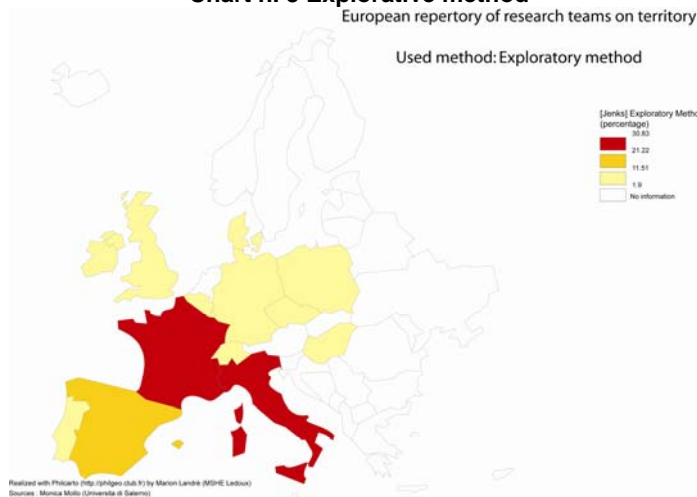 Chart n. 5 Explorative method
European repertory of research teams on territory
Used method: Exploratory method
[Jenks] Exploratory Metho
(percentage)
30.83
21.22
11.51
1.9
No information
Realized with Philcarto (http://philgeo.club.fr) by Marion Landré (MSHE Ledoux)
Sources : Monica Mollo (Universita di Salerno)